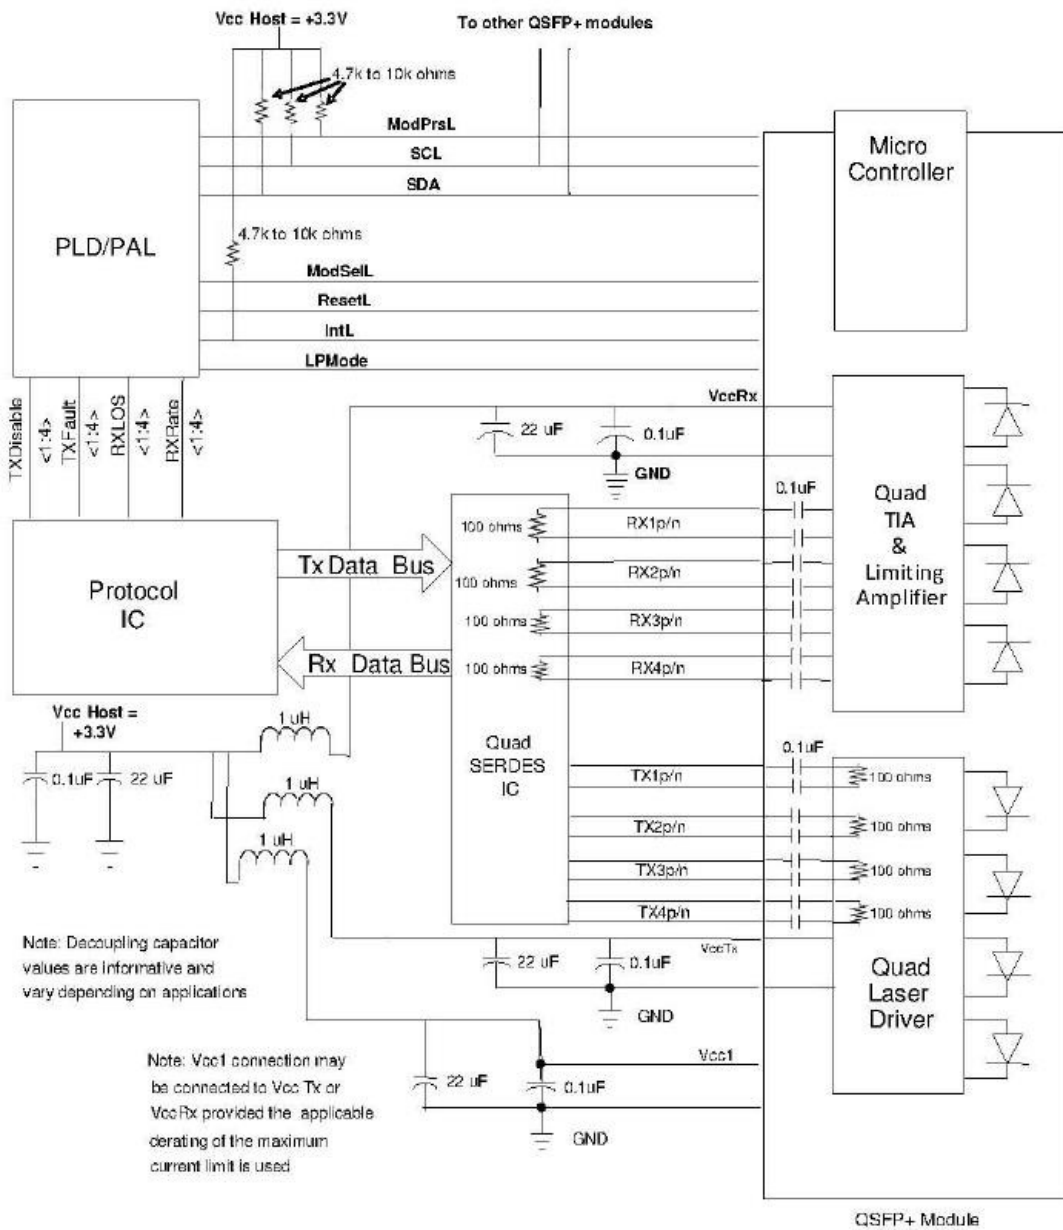 Vcc Host = +3.3V
To other QSFP+ modules
4.7k to 10k ohms
ModPrsL
SCL
SDA
Micro
Controller
PLD/PAL
4.7k to 10k ohms
ModSelL
ResetL
IntL
LPMode
TXDisable
<1:4>
TXFault
<1:4>
RXLOS
<1:4>
RXRate
<1:4>
VccRx
22 uF
0.1uF
GND
0.1uF
Quad
TIA
&
Limiting
Amplifier
100 ohms
RX1p/n
100 ohms
RX2p/n
100 ohms
RX3p/n
100 ohms
RX4p/n
Tx Data Bus
Protocol
IC
Rx Data Bus
Vcc Host =
+3.3V
1 uH
0.1uF
22 uF
1 uH
1 uH
Quad
SERDES
IC
0.1uF
TX1p/n
100 ohms
TX2p/n
100 ohms
TX3p/n
100 ohms
TX4p/n
100 ohms
VccTx
22 uF
0.1uF
GND
Quad
Laser
Driver
Note: Decoupling capacitor
values are informative and
vary depending on applications
Vcc1
22 uF
0.1uF
GND
Note: Vcc1 connection may
be connected to Vcc Tx or
VccRx provided the applicable
derating of the maximum
current limit is used
QSFP+ Module